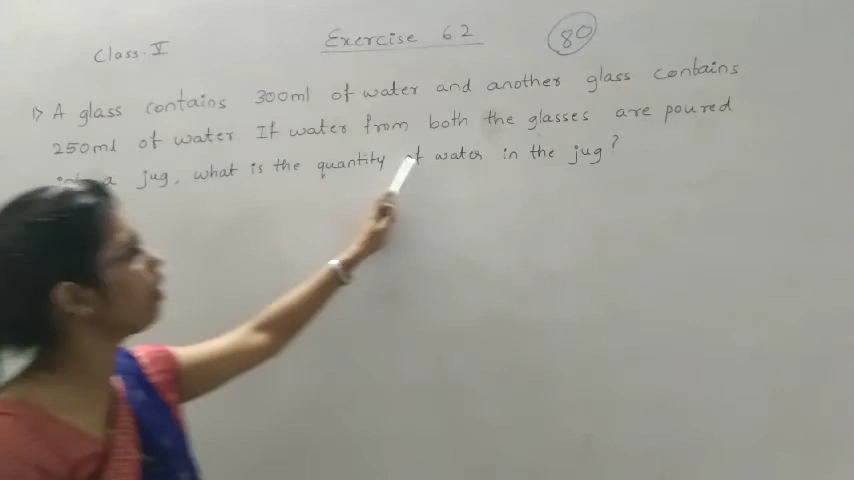 Class. V
Exercise 62
80
1) A glass contains 300ml of water and another glass contains
250ml of water If water from both the glasses are poured
a jug. what is the quantity of water in the jug?